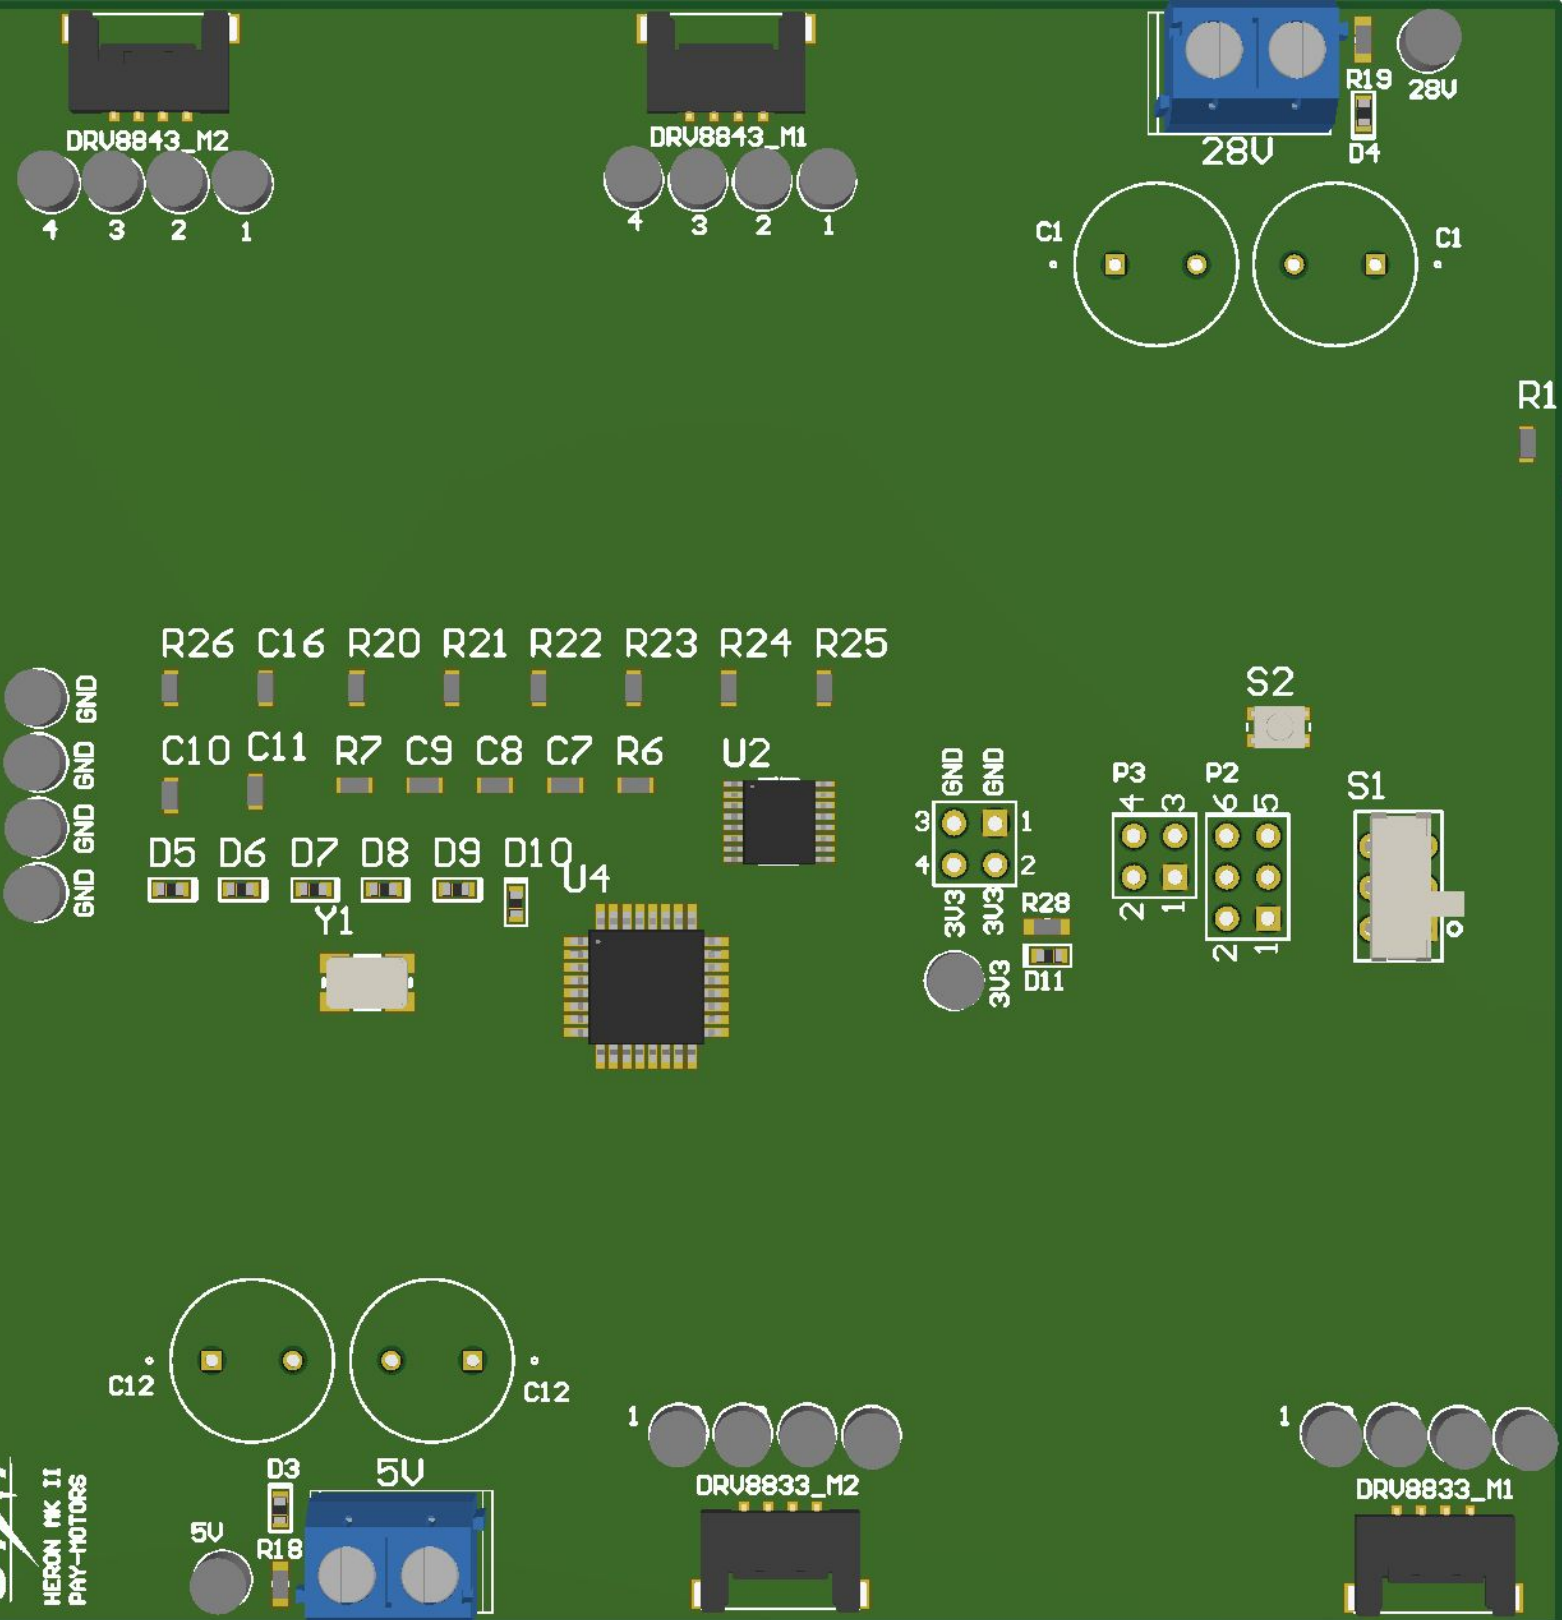 DRV8843_M2
4 3 2 1
DRV8843_M1
4 3 2 1
28V
R19
28V
D4
C1
C1
R1
R26 C16 R20 R21 R22 R23 R24 R25
GND
GND
GND
GND
C10 C11 R7 C9 C8 C7 R6 U2
D5 D6 D7 D8 D9 D10
U4
Y1
GND GND
3 1
4 2
3V3 3V3
R28
D11
3V3
S2
P3
4 3
2 1
P2
6 5
2 1
S1
C12
C12
1
DRV8833_M2
1
DRV8833_M1
D3
5V
5V
R18
HERON MK II
PAY-MOTORS